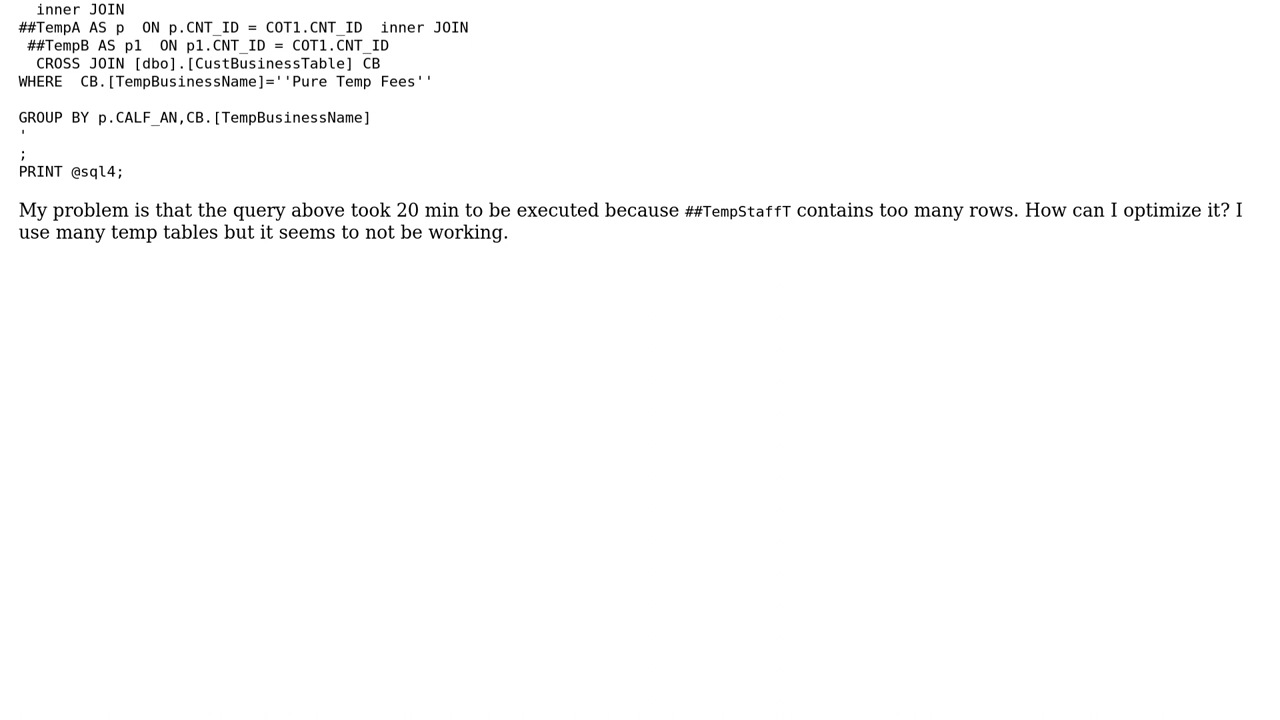 inner JOIN
##TempA AS p  ON p.CNT_ID = COT1.CNT_ID  inner JOIN
##TempB AS p1  ON p1.CNT_ID = COT1.CNT_ID
CROSS JOIN [dbo].[CustBusinessTable] CB
WHERE  CB.[TempBusinessName]=''Pure Temp Fees''
GROUP BY p.CALF_AN,CB.[TempBusinessName]
'
;
PRINT @sql4;
My problem is that the query above took 20 min to be executed because ##TempStaffT contains too many rows. How can I optimize it? I
use many temp tables but it seems to not be working.